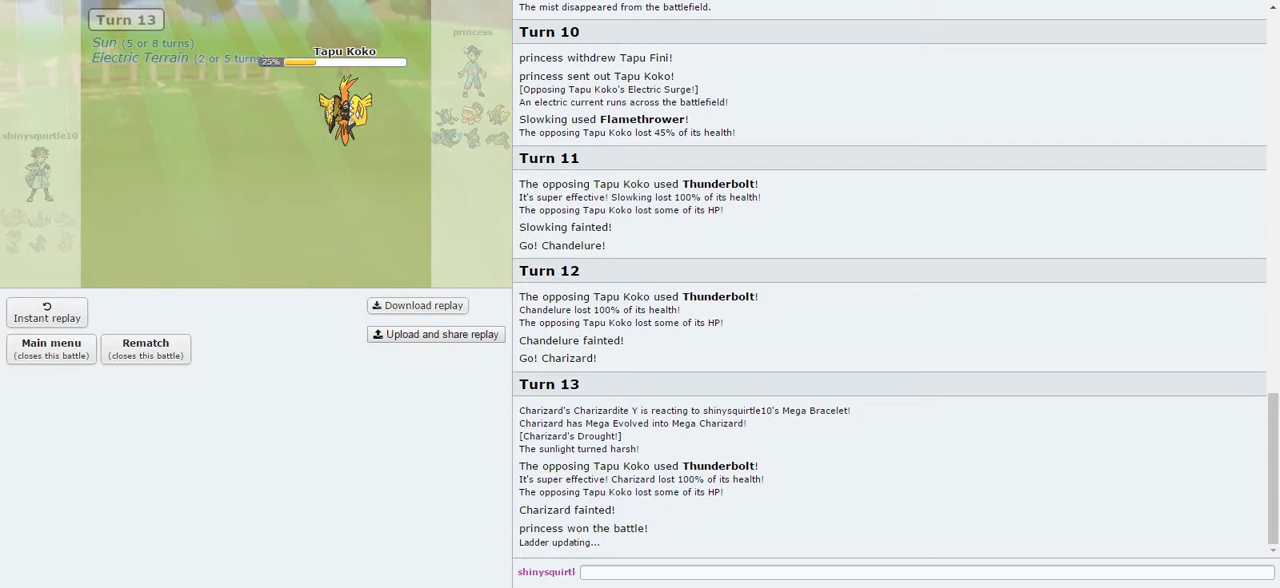 Turn 13
Sun (5 or 8 turns)
Electric Terrain (2 or 5 turns)
Tapu Koko
25%
princess
shinysquirtle10
Instant replay
Download replay
Upload and share replay
Main menu
(closes this battle)
Rematch
(closes this battle)
The mist disappeared from the battlefield.
Turn 10
princess withdrew Tapu Fini!
princess sent out Tapu Koko!
[Opposing Tapu Koko's Electric Surge!]
An electric current runs across the battlefield!
Slowking used Flamethrower!
The opposing Tapu Koko lost 45% of its health!
Turn 11
The opposing Tapu Koko used Thunderbolt!
It's super effective! Slowking lost 100% of its health!
The opposing Tapu Koko lost some of its HP!
Slowking fainted!
Go! Chandelure!
Turn 12
The opposing Tapu Koko used Thunderbolt!
Chandelure lost 100% of its health!
The opposing Tapu Koko lost some of its HP!
Chandelure fainted!
Go! Charizard!
Turn 13
Charizard's Charizardite Y is reacting to shinysquirtle10's Mega Bracelet!
Charizard has Mega Evolved into Mega Charizard!
[Charizard's Drought!]
The sunlight turned harsh!
The opposing Tapu Koko used Thunderbolt!
It's super effective! Charizard lost 100% of its health!
The opposing Tapu Koko lost some of its HP!
Charizard fainted!
princess won the battle!
Ladder updating...
shinysquirtl